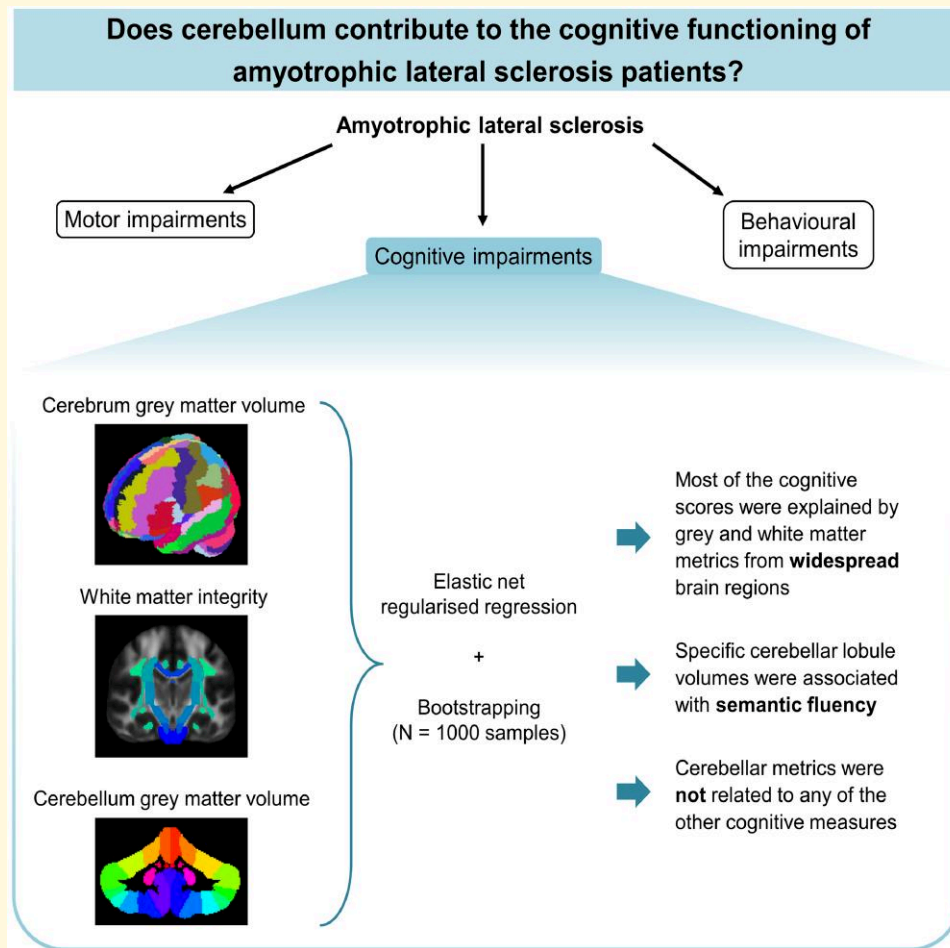 Does cerebellum contribute to the cognitive functioning of
amyotrophic lateral sclerosis patients?
Amyotrophic lateral sclerosis
Motor impairments
Cognitive impairments
Behavioural
impairments
Cerebrum grey matter volume
White matter integrity
Cerebellum grey matter volume
Elastic net
regularised regression
+
Bootstrapping
(N = 1000 samples)
Most of the cognitive
scores were explained by
grey and white matter
metrics from widespread
brain regions
Specific cerebellar lobule
volumes were associated
with semantic fluency
Cerebellar metrics were
not related to any of the
other cognitive measures